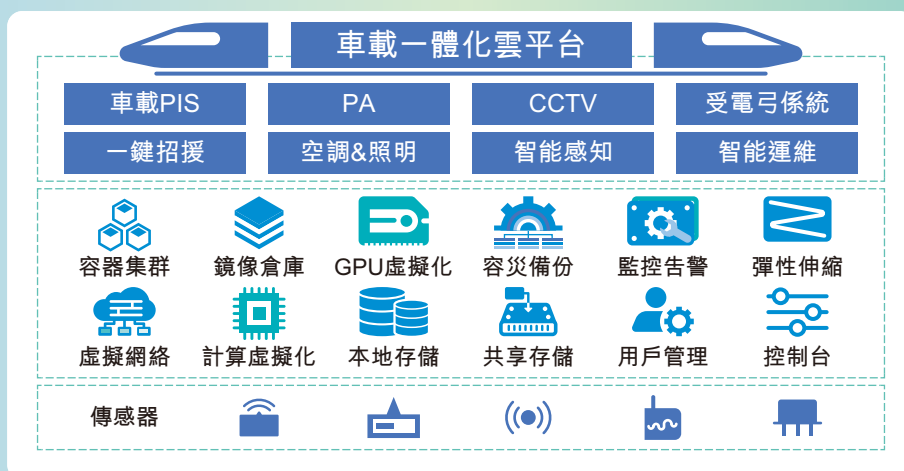 車載一體化雲平台
車載PIS PA CCTV 受電弓係統
一鍵招援 空調&照明 智能感知 智能運維
容器集群 鏡像倉庫 GPU虛擬化 容災備份 監控告警 彈性伸縮
虛擬網絡 計算虛擬化 本地存儲 共享存儲 用戶管理 控制台
傳感器